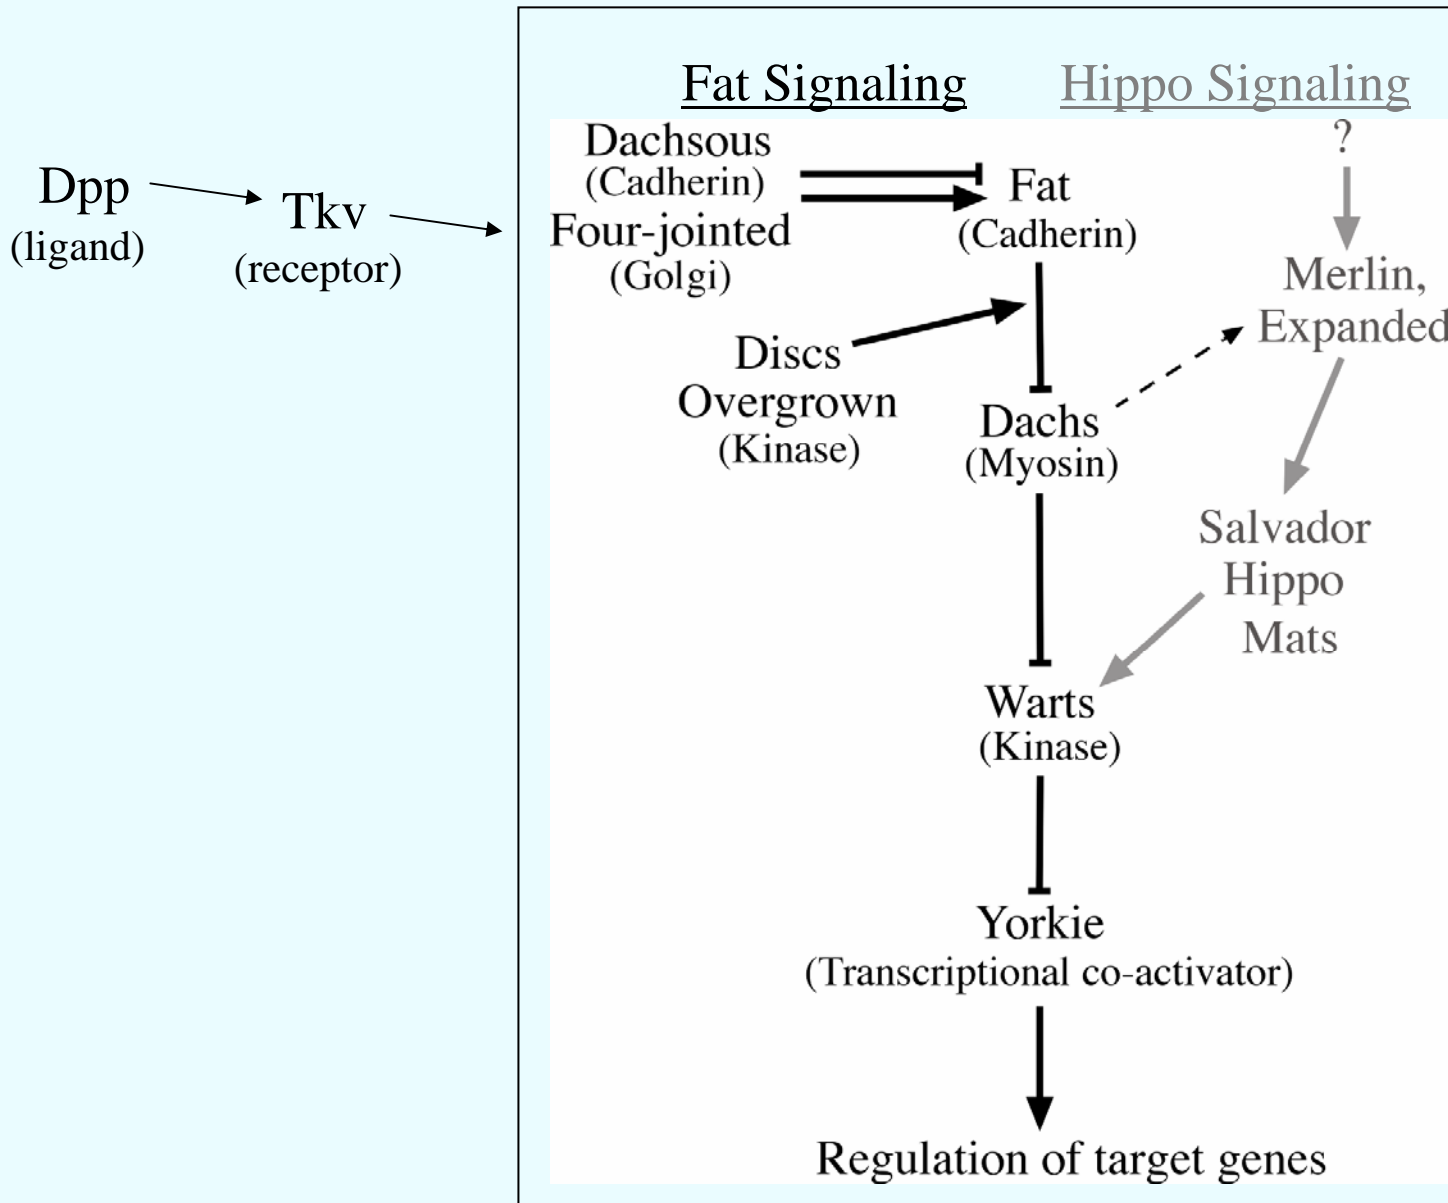 Fat Signaling
Hippo Signaling
Dpp
(ligand)
Tkv
(receptor)
Dachsous
(Cadherin)
Four-jointed
(Golgi)
Fat
(Cadherin)
?
Merlin,
Expanded
Discs
Overgrown
(Kinase)
Dachs
(Myosin)
Salvador
Hippo
Mats
Warts
(Kinase)
Yorkie
(Transcriptional co-activator)
Regulation of target genes